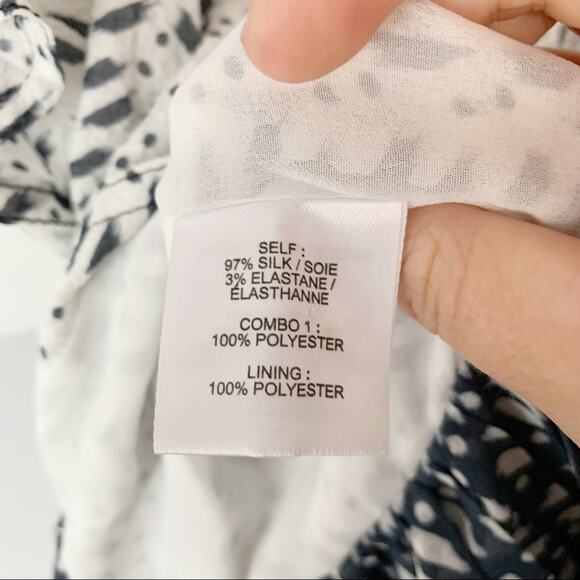 SELF :
97% SILK / SOIE
3% ELASTANE /
ÉLASTHANNE
COMBO 1 :
100% POLYESTER
LINING :
100% POLYESTER